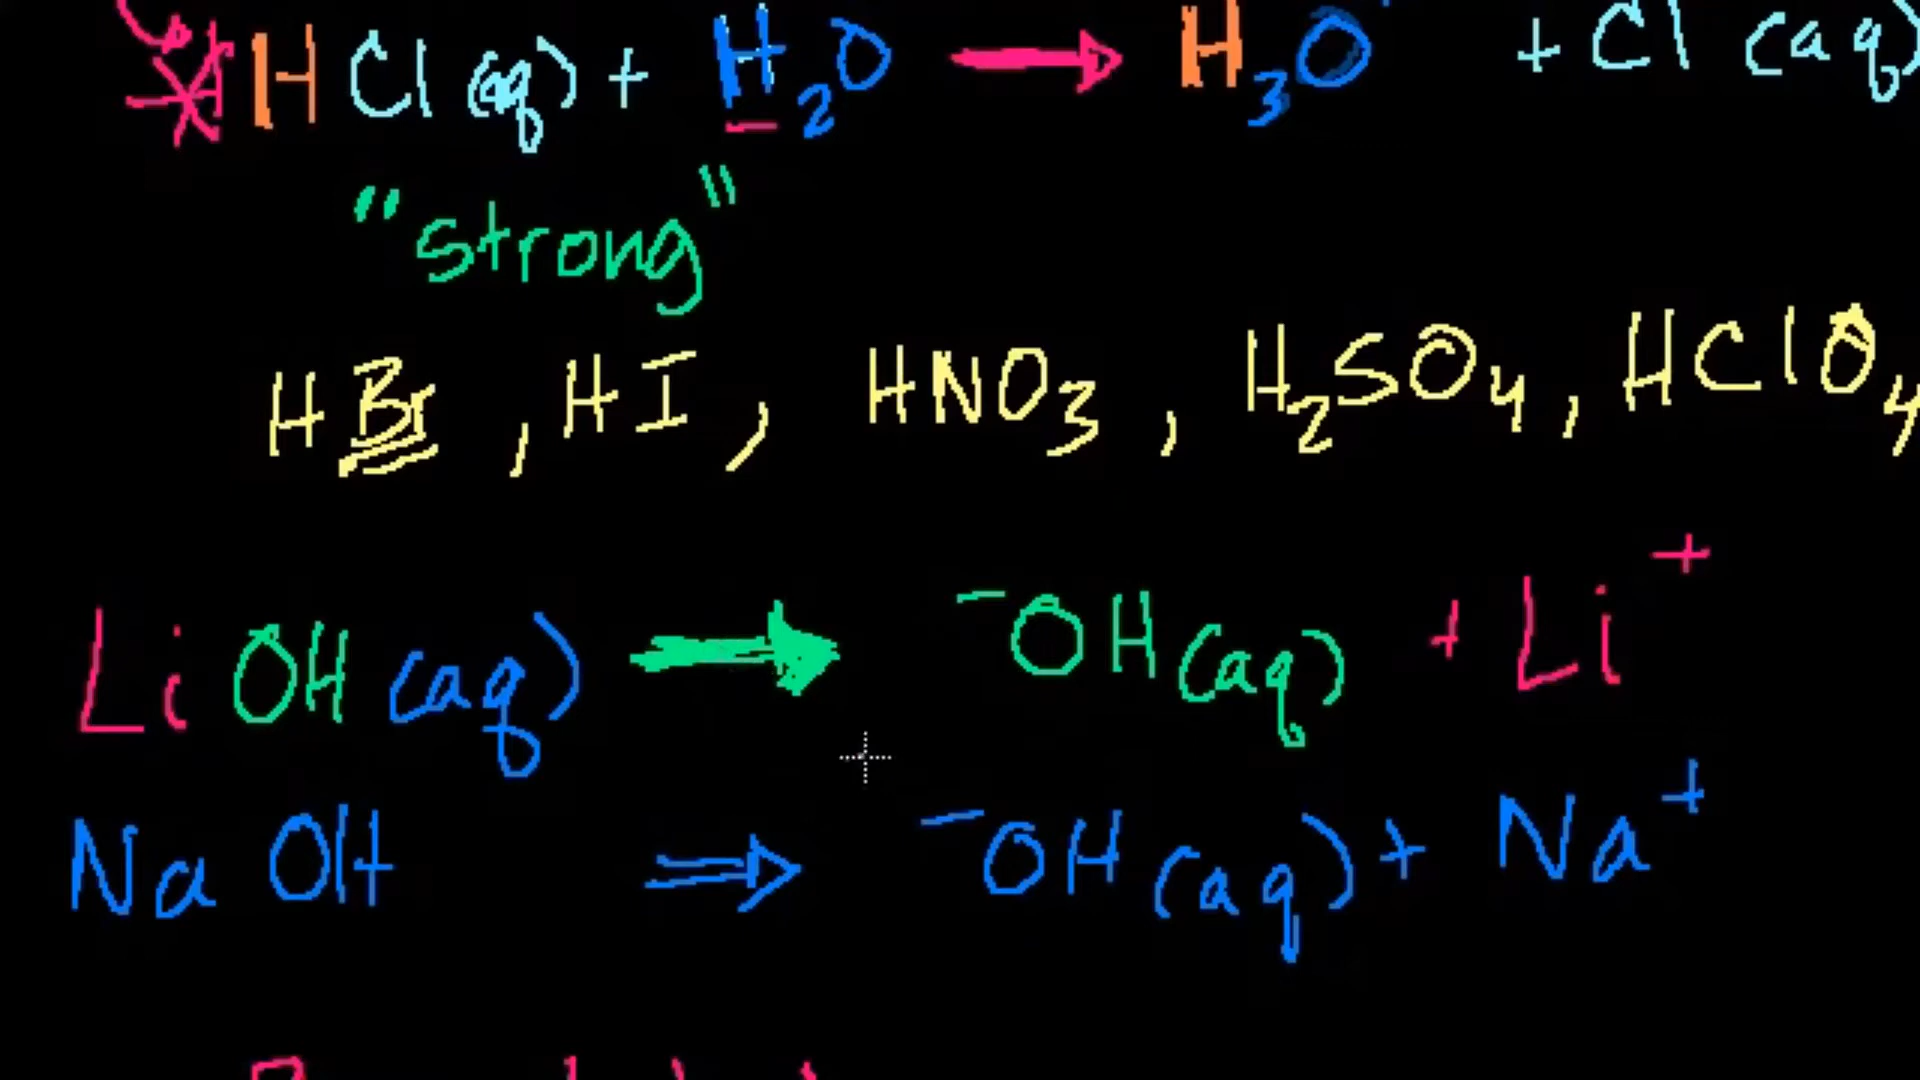 HCl (aq) + H₂O → H₃O + Cl (aq)
"strong"
HBr, HI, HNO₃, H₂SO₄, HClO₄
LiOH (aq) → ⁻OH (aq) + Li⁺
NaOH ⇒ ⁻OH (aq) + Na⁺